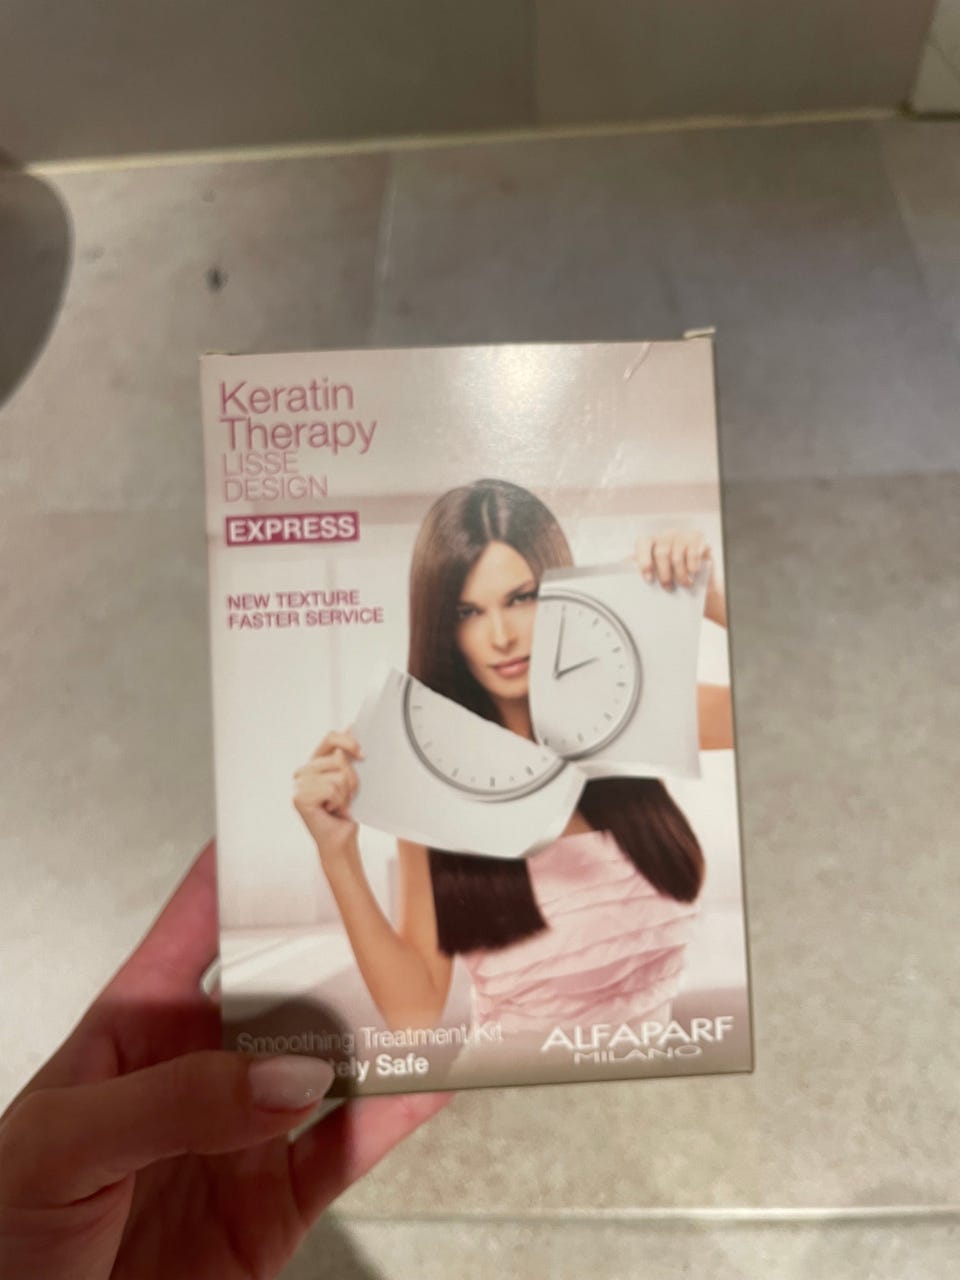 Keratin
Therapy
LISSE
DESIGN
EXPRESS
NEW TEXTURE
FASTER SERVICE
Smoothing Treatment Kit
Safe
ALFAPARF
MILANO